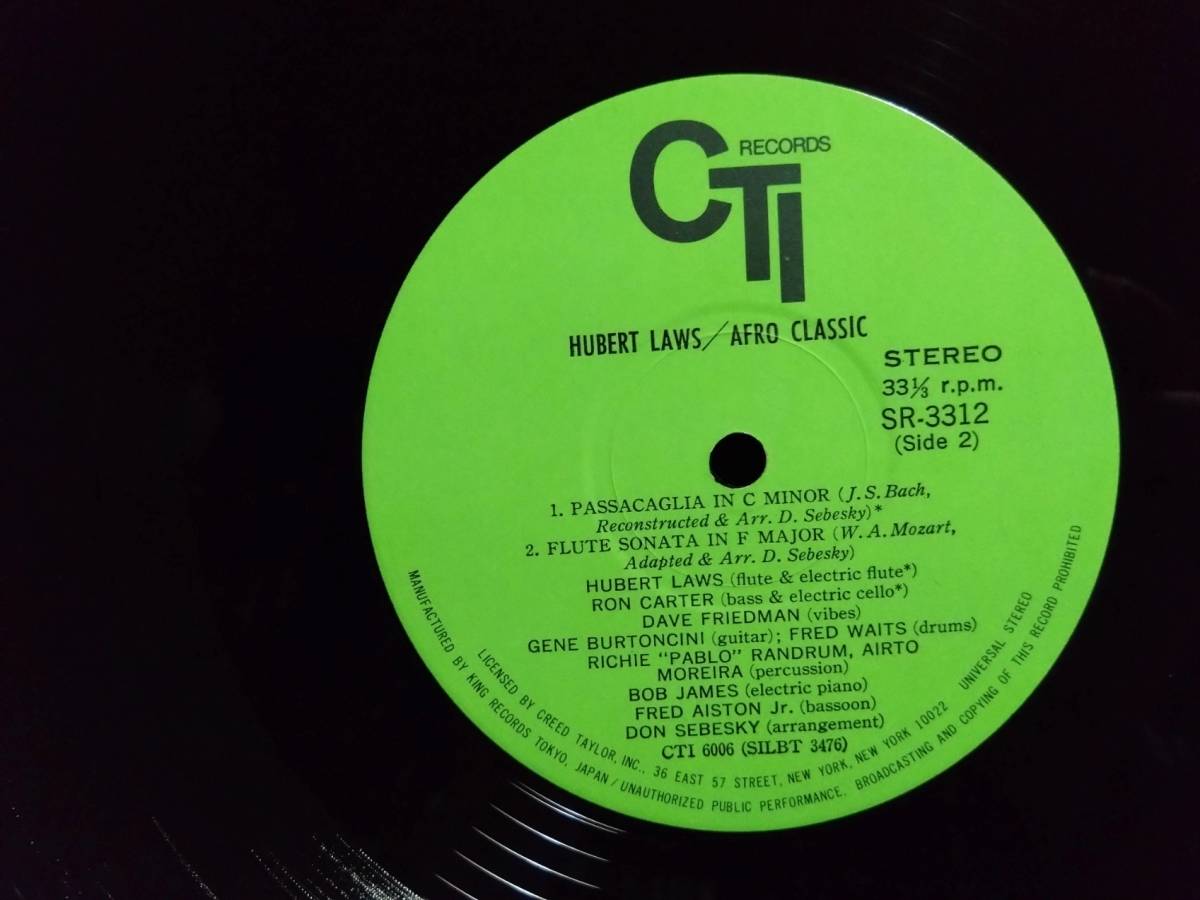 CTI RECORDS
HUBERT LAWS/AFRO CLASSIC
STEREO
33⅓ r.p.m.
SR-3312
(Side 2)
1. PASSACAGLIA IN C MINOR (J.S.Bach,
Reconstructed & Arr. D. Sebesky)*
2. FLUTE SONATA IN F MAJOR (W.A.Mozart,
Adapted & Arr. D. Sebesky)
HUBERT LAWS (flute & electric flute*)
RON CARTER (bass & electric cello*)
DAVE FRIEDMAN (vibes)
GENE BURTONCINI (guitar); FRED WAITS (drums)
RICHIE "PABLO" RANDRUM, AIRTO
MOREIRA (percussion)
BOB JAMES (electric piano)
FRED AISTON Jr. (bassoon)
DON SEBESKY (arrangement)
CTI 6006 (SILBT 3476)
LICENSED BY CREED TAYLOR, INC., 36 EAST 57 STREET, NEW YORK, NEW YORK 10022 UNIVERSAL STEREO
MANUFACTURED BY KING RECORDS TOKYO, JAPAN/UNAUTHORIZED PUBLIC PERFORMANCE, BROADCASTING AND COPYING OF THIS RECORD PROHIBITED